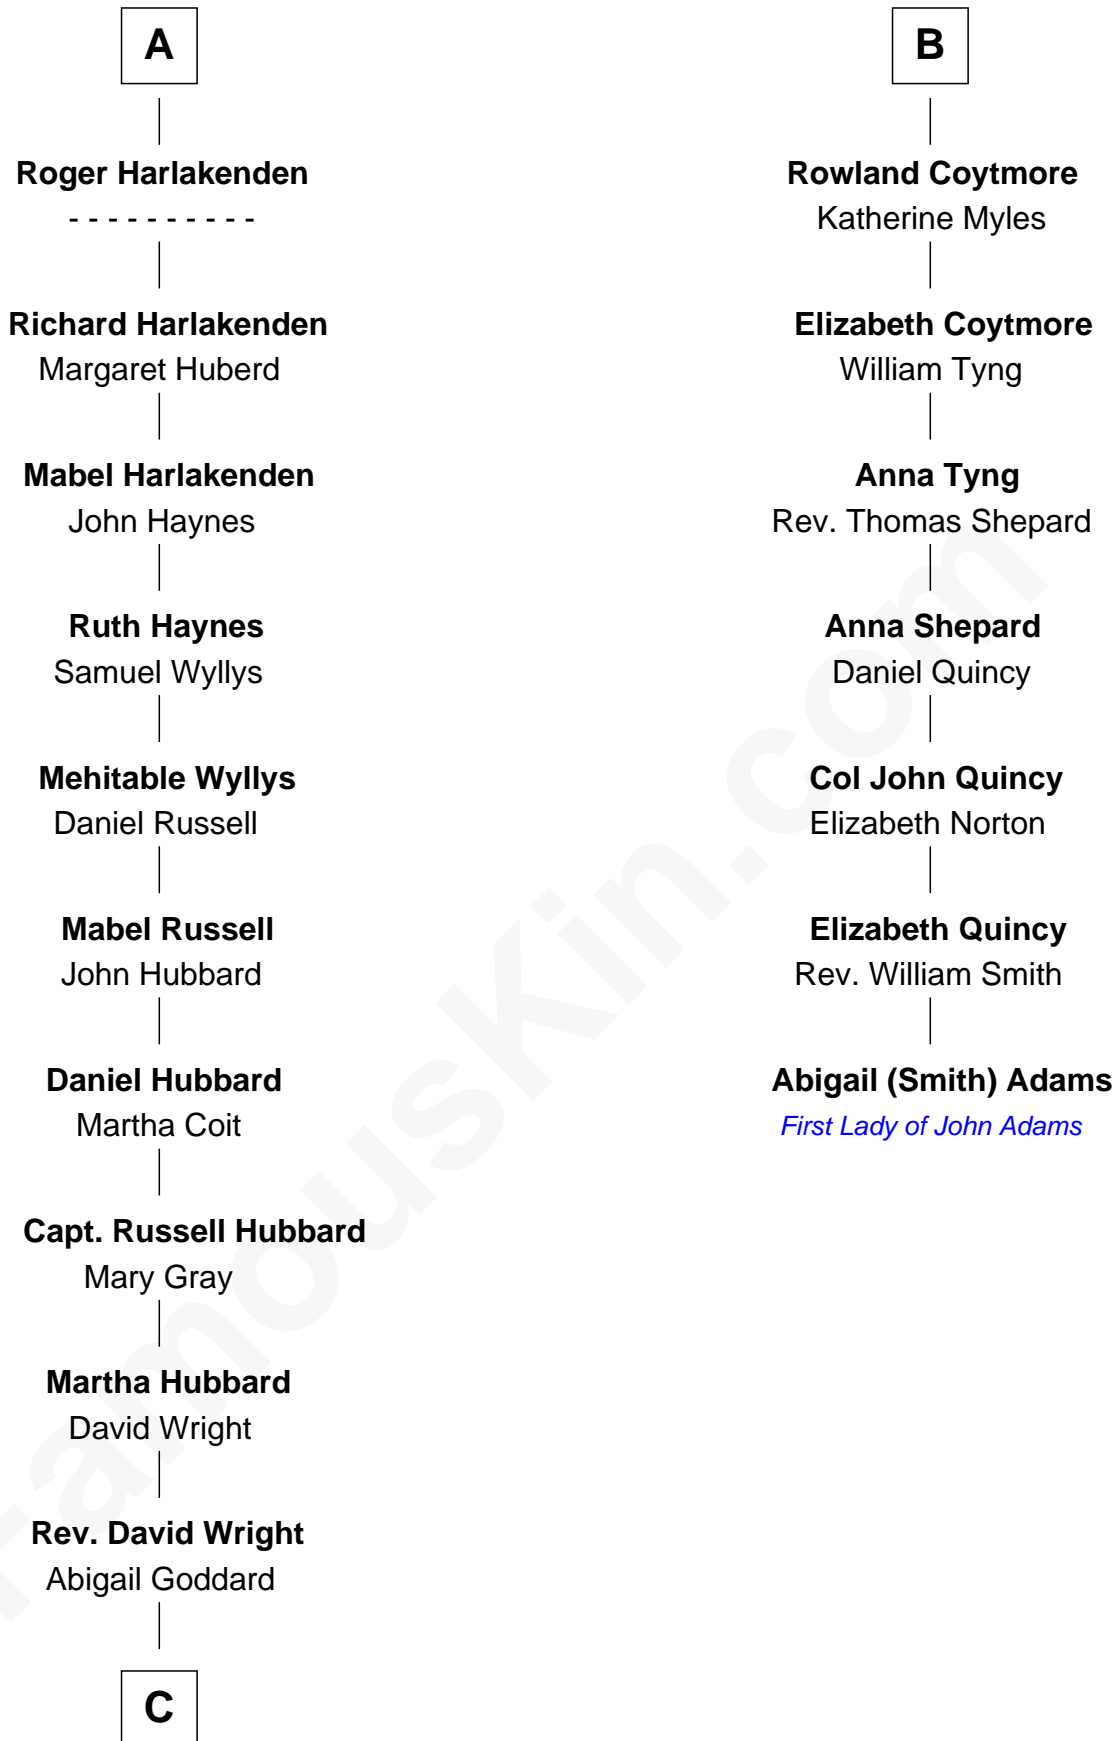 A
Roger Harlakenden
- - - - - - - - - -
Richard Harlakenden
Margaret Huberd
Mabel Harlakenden
John Haynes
Ruth Haynes
Samuel Wyllys
Mehitable Wyllys
Daniel Russell
Mabel Russell
John Hubbard
Daniel Hubbard
Martha Coit
Capt. Russell Hubbard
Mary Gray
Martha Hubbard
David Wright
Rev. David Wright
Abigail Goddard
C
B
Rowland Coytmore
Katherine Myles
Elizabeth Coytmore
William Tyng
Anna Tyng
Rev. Thomas Shepard
Anna Shepard
Daniel Quincy
Col John Quincy
Elizabeth Norton
Elizabeth Quincy
Rev. William Smith
Abigail (Smith) Adams
First Lady of John Adams
FamousKin.com